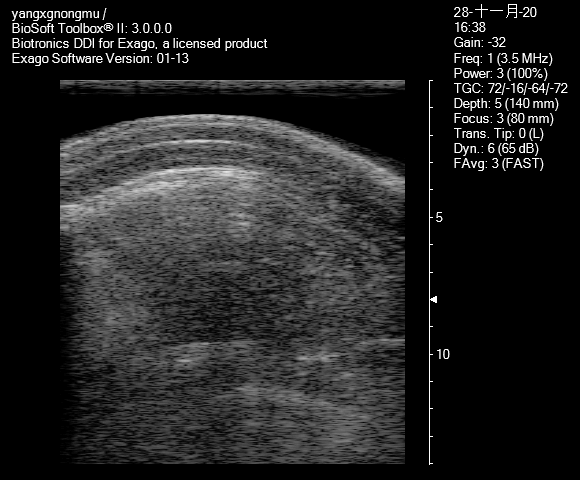 yangxgnongmu /
BioSoft Toolbox® II: 3.0.0.0
Biotronics DDI for Exago, a licensed product
Exago Software Version: 01-13
28-十一月-20
16:38
Gain: -32
Freq: 1 (3.5 MHz)
Power: 3 (100%)
TGC: 72/-16/-64/-72
Depth: 5 (140 mm)
Focus: 3 (80 mm)
Trans. Tip: 0 (L)
Dyn.: 6 (65 dB)
FAvg: 3 (FAST)
5
10